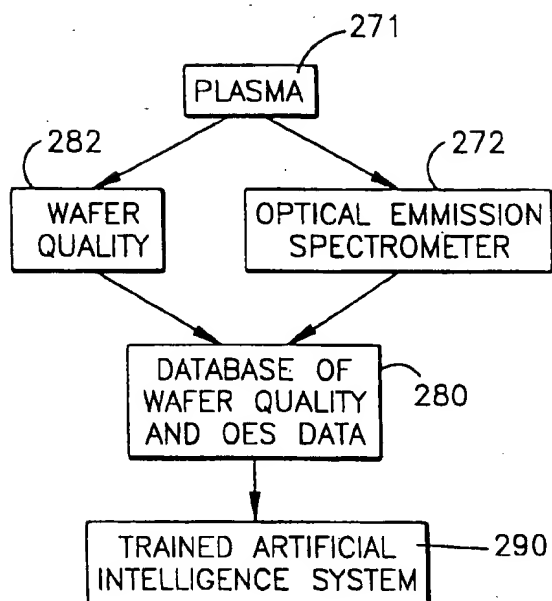 271
PLASMA
282
272
WAFER
QUALITY
OPTICAL EMMISSION
SPECTROMETER
DATABASE OF
WAFER QUALITY
AND OES DATA
280
TRAINED ARTIFICIAL
INTELLIGENCE SYSTEM
290